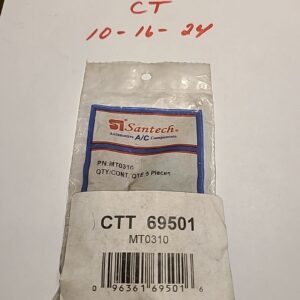 CT
10-16-24
ST Santech®
Automotive A/C Components
PN:MT0310
QTY/CONT. QTE:5 Pieces
CTT 69501
MT0310
0 96361 69501 6